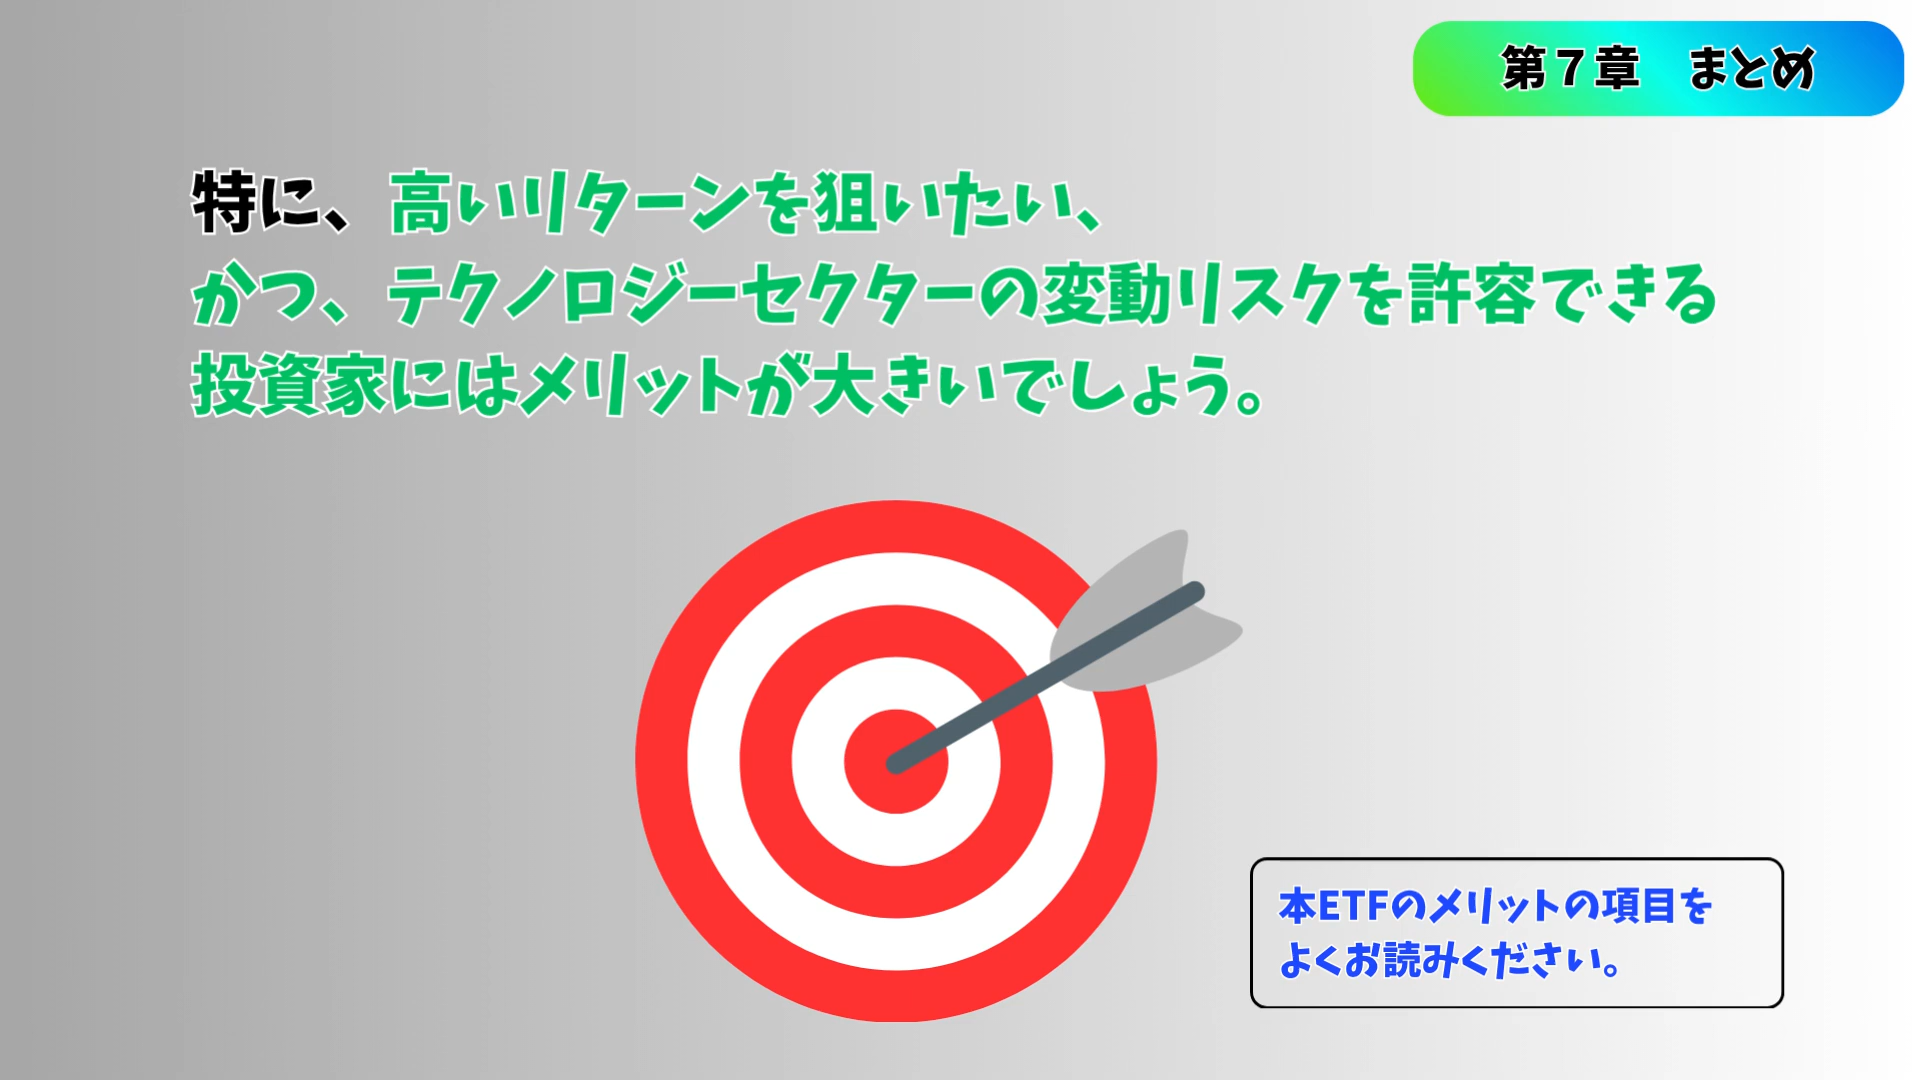 第７章　まとめ
特に、高いリターンを狙いたい、
かつ、テクノロジーセクターの変動リスクを許容できる
投資家にはメリットが大きいでしょう。
本ETFのメリットの項目を
よくお読みください。